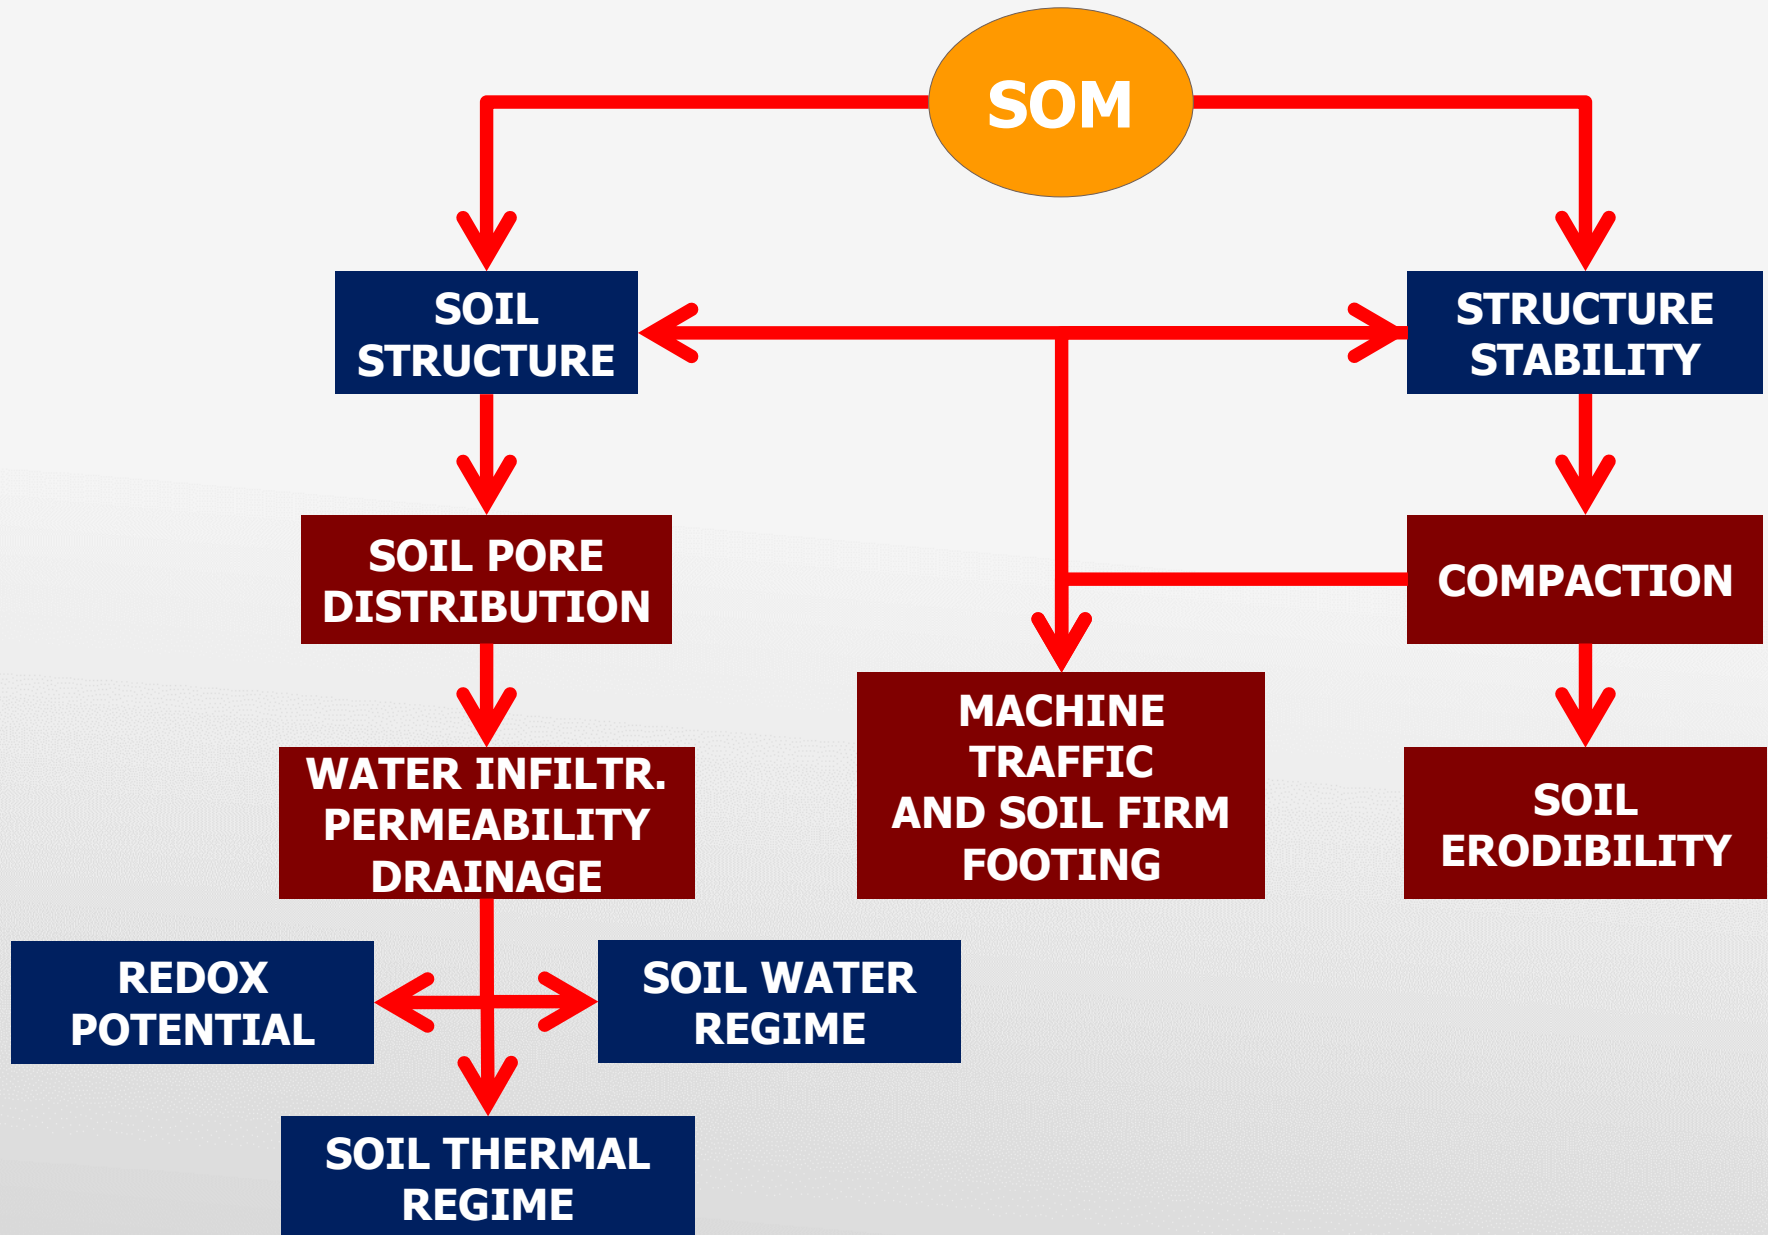 SOM
SOIL
STRUCTURE
STRUCTURE
STABILITY
SOIL PORE
DISTRIBUTION
COMPACTION
MACHINE
TRAFFIC
AND SOIL FIRM
FOOTING
WATER INFILTR.
PERMEABILITY
DRAINAGE
SOIL
ERODIBILITY
REDOX
POTENTIAL
SOIL WATER
REGIME
SOIL THERMAL
REGIME